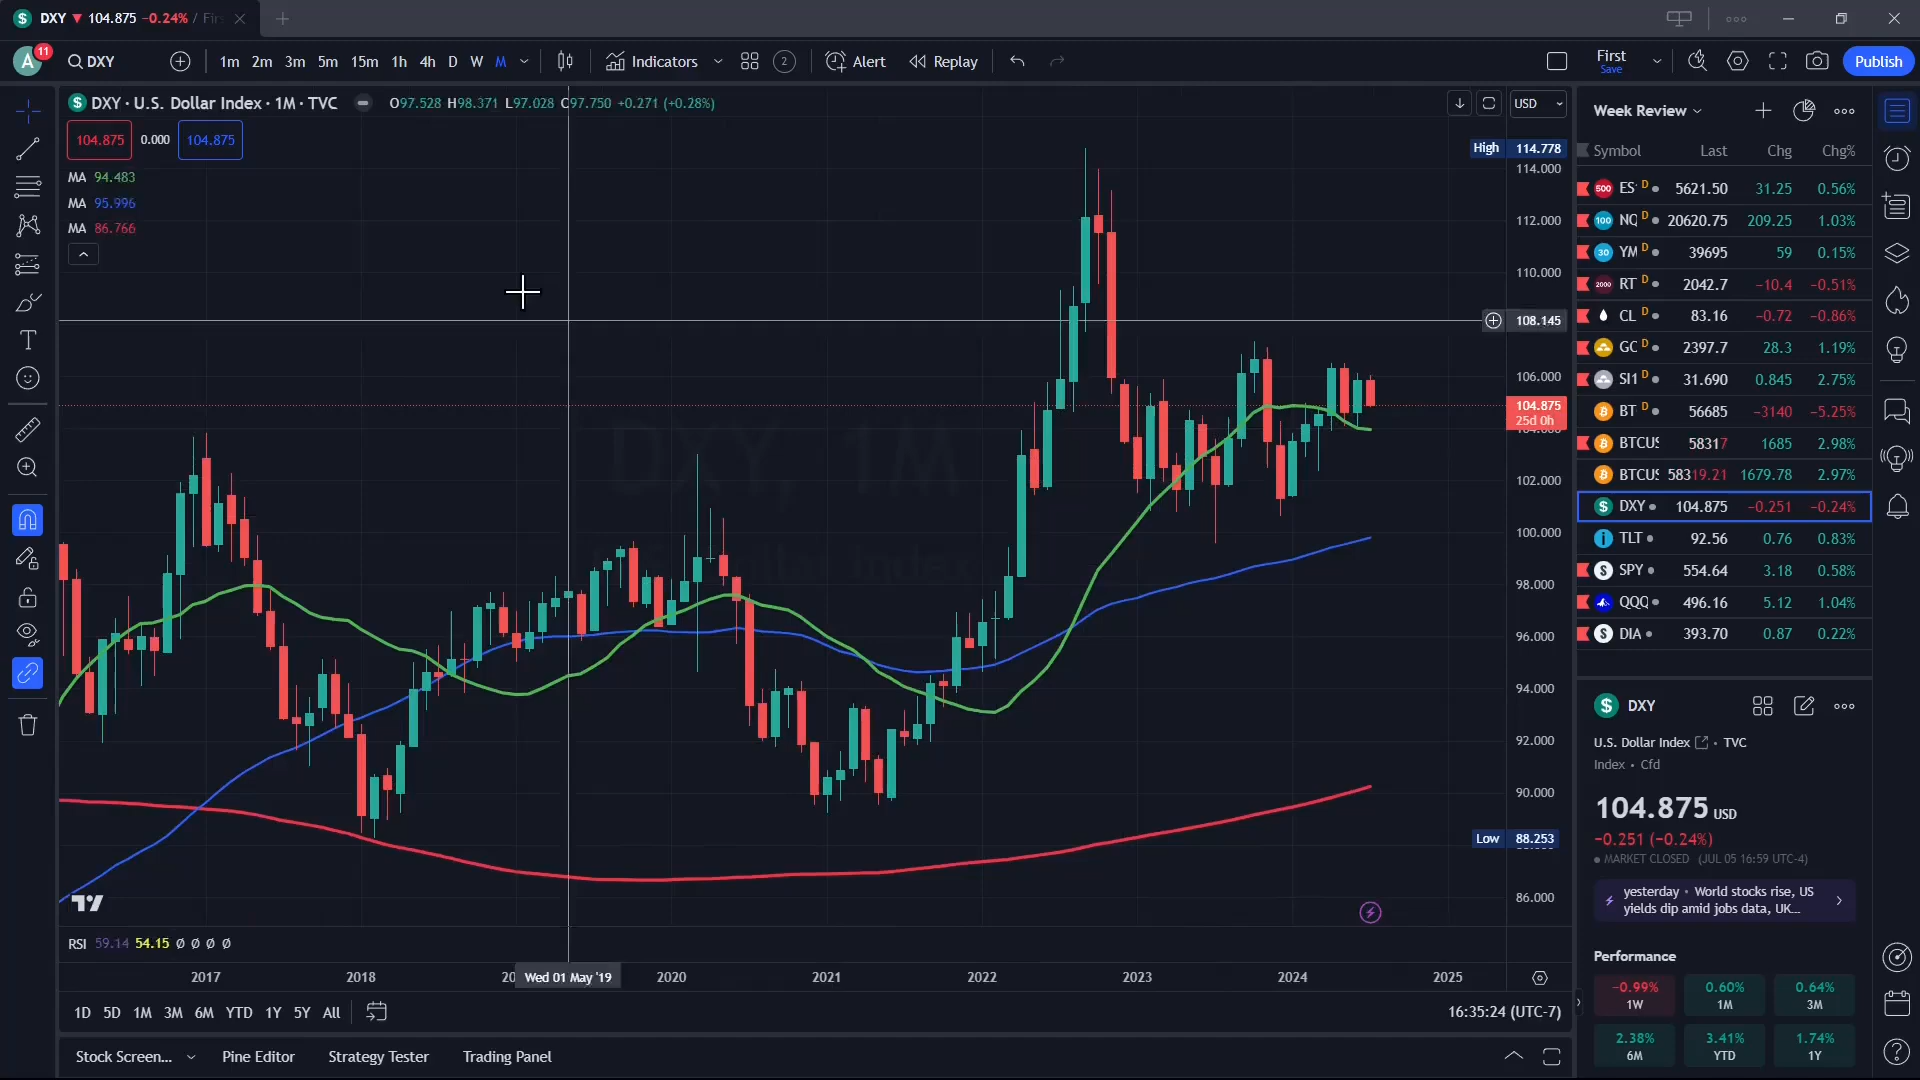 DXY ▼ 104.875 −0.24% / Fir
A 11 DXY 1m 2m 3m 5m 15m 1h 4h D W M Indicators 2 Alert Replay First Save Publish
DXY · U.S. Dollar Index · 1M · TVC O97.528 H98.371 L97.028 C97.750 +0.271 (+0.28%) USD
104.875 0.000 104.875
MA 94.483
MA 95.996
MA 86.766
DXY, 1M
High 114.778
114.000
112.000
110.000
108.145
106.000
104.875
25d 0h
102.000
100.000
98.000
96.000
94.000
92.000
90.000
Low 88.253
86.000
RSI 59.14 54.15 Ø Ø Ø Ø
2017 2018 Wed 01 May '19 2020 2021 2022 2023 2024 2025
1D 5D 1M 3M 6M YTD 1Y 5Y All 16:35:24 (UTC-7)
Stock Screen... Pine Editor Strategy Tester Trading Panel
Week Review
Symbol Last Chg Chg%
500 ES D 5621.50 31.25 0.56%
100 NQ D 20620.75 209.25 1.03%
30 YM D 39695 59 0.15%
2000 RT D 2042.7 −10.4 −0.51%
CL D 83.16 −0.72 −0.86%
GC D 2397.7 28.3 1.19%
SI1 D 31.690 0.845 2.75%
BT D 56685 −3140 −5.25%
BTCUS 58317 1685 2.98%
BTCUS 58319.21 1679.78 2.97%
DXY 104.875 −0.251 −0.24%
TLT 92.56 0.76 0.83%
SPY 554.64 3.18 0.58%
QQQ 496.16 5.12 1.04%
DIA 393.70 0.87 0.22%
DXY
U.S. Dollar Index · TVC
Index · Cfd
104.875 USD
−0.251 (−0.24%)
MARKET CLOSED (JUL 05 16:59 UTC-4)
yesterday · World stocks rise, US
yields dip amid jobs data, UK...
Performance
−0.99% 0.60% 0.64%
1W 1M 3M
2.38% 3.41% 1.74%
6M YTD 1Y